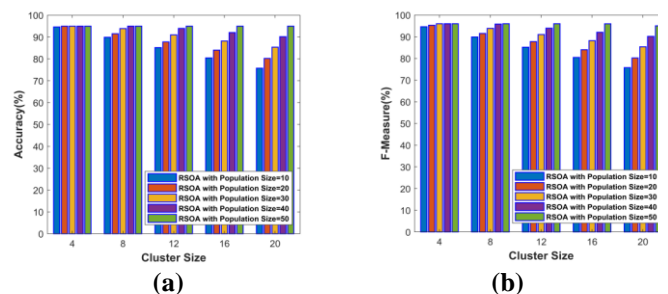 100
90
80
70
60
50
40
30
20
10
0
Accuracy(%)
RSOA with Population Size=10
RSOA with Population Size=20
RSOA with Population Size=30
RSOA with Population Size=40
RSOA with Population Size=50
4 8 12 16 20
Cluster Size
(a)
100
90
80
70
60
50
40
30
20
10
0
F-Measure(%)
RSOA with Population Size=10
RSOA with Population Size=20
RSOA with Population Size=30
RSOA with Population Size=40
RSOA with Population Size=50
4 8 12 16 20
Cluster Size
(b)